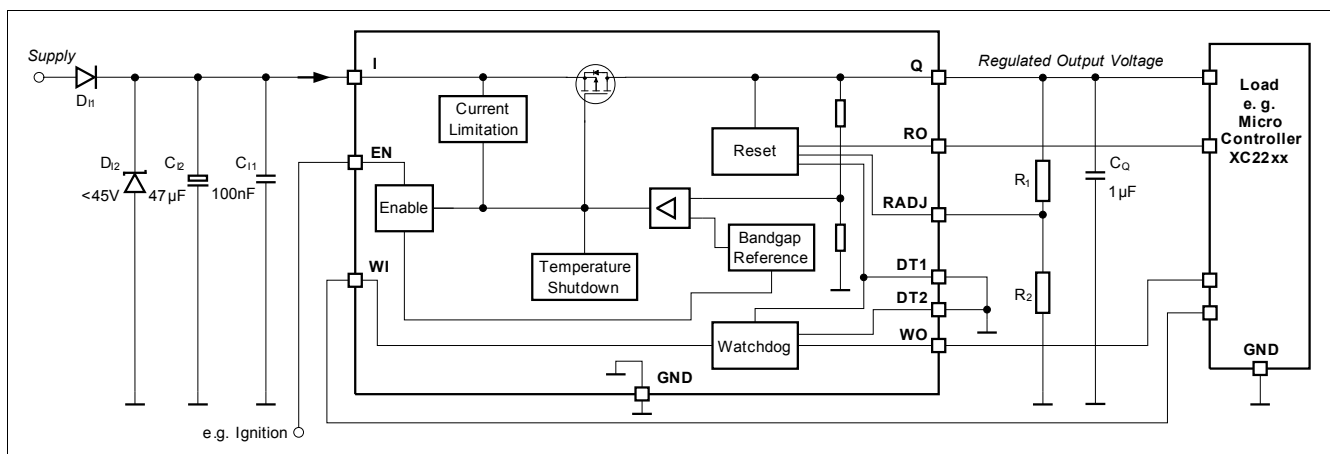 Supply
I
Q
Regulated Output Voltage
Load
e. g.
Micro
Controller
XC22xx
D_I1
Current
Limitation
RO
Reset
EN
D_I2
C_I2
C_I1
<45V
47µF
100nF
Enable
C_Q
1µF
R_1
RADJ
Bandgap
Reference
WI
Temperature
Shutdown
DT1
DT2
R_2
Watchdog
WO
GND
GND
e.g. Ignition